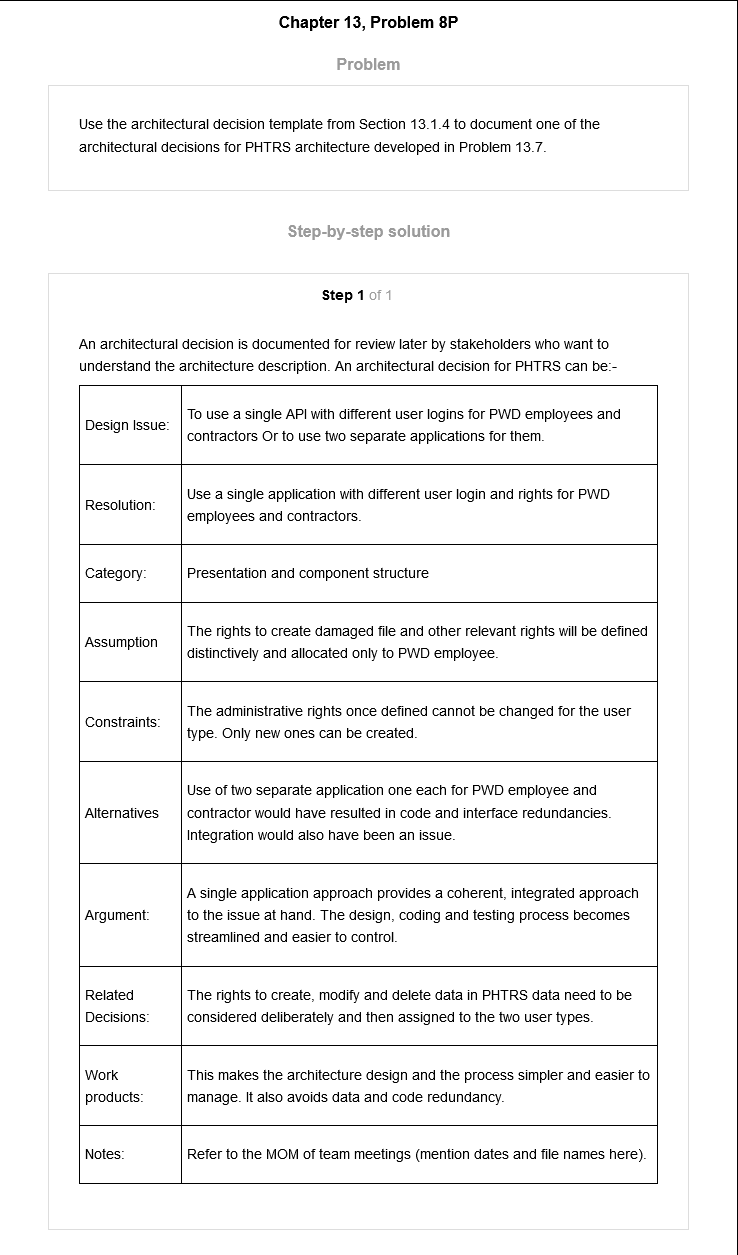 Chapter 13, Problem 8P
Problem
Use the architectural decision template from Section 13.1.4 to document one of the
architectural decisions for PHTRS architecture developed in Problem 13.7.
Step-by-step solution
Step 1 of 1
An architectural decision is documented for review later by stakeholders who want to
understand the architecture description. An architectural decision for PHTRS can be:-
Design Issue:
To use a single API with different user logins for PWD employees and
contractors Or to use two separate applications for them.
Resolution:
Use a single application with different user login and rights for PWD
employees and contractors.
Category:
Presentation and component structure
Assumption
The rights to create damaged file and other relevant rights will be defined
distinctively and allocated only to PWD employee.
Constraints:
The administrative rights once defined cannot be changed for the user
type. Only new ones can be created.
Alternatives
Use of two separate application one each for PWD employee and
contractor would have resulted in code and interface redundancies.
Integration would also have been an issue.
Argument:
A single application approach provides a coherent, integrated approach
to the issue at hand. The design, coding and testing process becomes
streamlined and easier to control.
Related
Decisions:
The rights to create, modify and delete data in PHTRS data need to be
considered deliberately and then assigned to the two user types.
Work
products:
This makes the architecture design and the process simpler and easier to
manage. It also avoids data and code redundancy.
Notes:
Refer to the MOM of team meetings (mention dates and file names here).